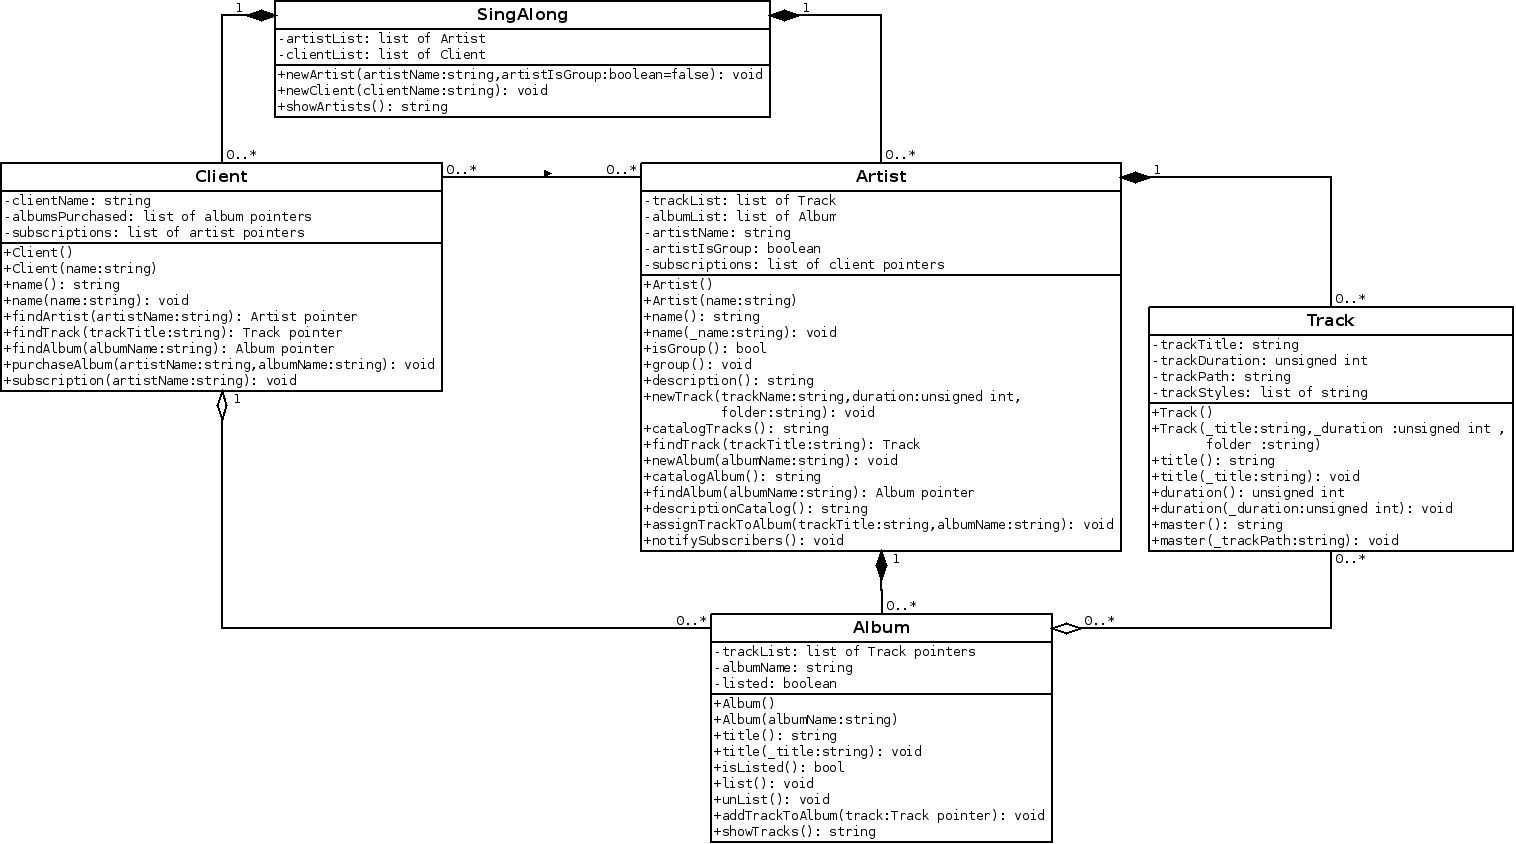 1
SingAlong
1
-artistList: list of Artist
-clientList: list of Client
+newArtist(artistName:string,artistIsGroup:boolean=false): void
+newClient(clientName:string): void
+showArtists(): string
0..*
0..*
Client
0..*
0..*
-clientName: string
-albumsPurchased: list of album pointers
-subscriptions: list of artist pointers
+Client()
+Client(name:string)
+name(): string
+name(name:string): void
+findArtist(artistName:string): Artist pointer
+findTrack(trackTitle:string): Track pointer
+findAlbum(albumName:string): Album pointer
+purchaseAlbum(artistName:string,albumName:string): void
+subscription(artistName:string): void
1
Artist
1
-trackList: list of Track
-albumList: list of Album
-artistName: string
-artistIsGroup: boolean
-subscriptions: list of client pointers
+Artist()
+Artist(name:string)
+name(): string
+name(_name:string): void
+isGroup(): bool
+group(): void
+description(): string
+newTrack(trackName:string,duration:unsigned int,
folder:string): void
+catalogTracks(): string
+findTrack(trackTitle:string): Track
+newAlbum(albumName:string): void
+catalogAlbum(): string
+findAlbum(albumName:string): Album pointer
+descriptionCatalog(): string
+assignTrackToAlbum(trackTitle:string,albumName:string): void
+notifySubscribers(): void
1
0..*
Track
-trackTitle: string
-trackDuration: unsigned int
-trackPath: string
-trackStyles: list of string
+Track()
+Track(_title:string,_duration :unsigned int ,
folder :string)
+title(): string
+title(_title:string): void
+duration(): unsigned int
+duration(_duration:unsigned int): void
+master(): string
+master(_trackPath:string): void
0..*
0..*
0..*
Album
0..*
-trackList: list of Track pointers
-albumName: string
-listed: boolean
+Album()
+Album(albumName:string)
+title(): string
+title(_title:string): void
+isListed(): bool
+list(): void
+unList(): void
+addTrackToAlbum(track:Track pointer): void
+showTracks(): string